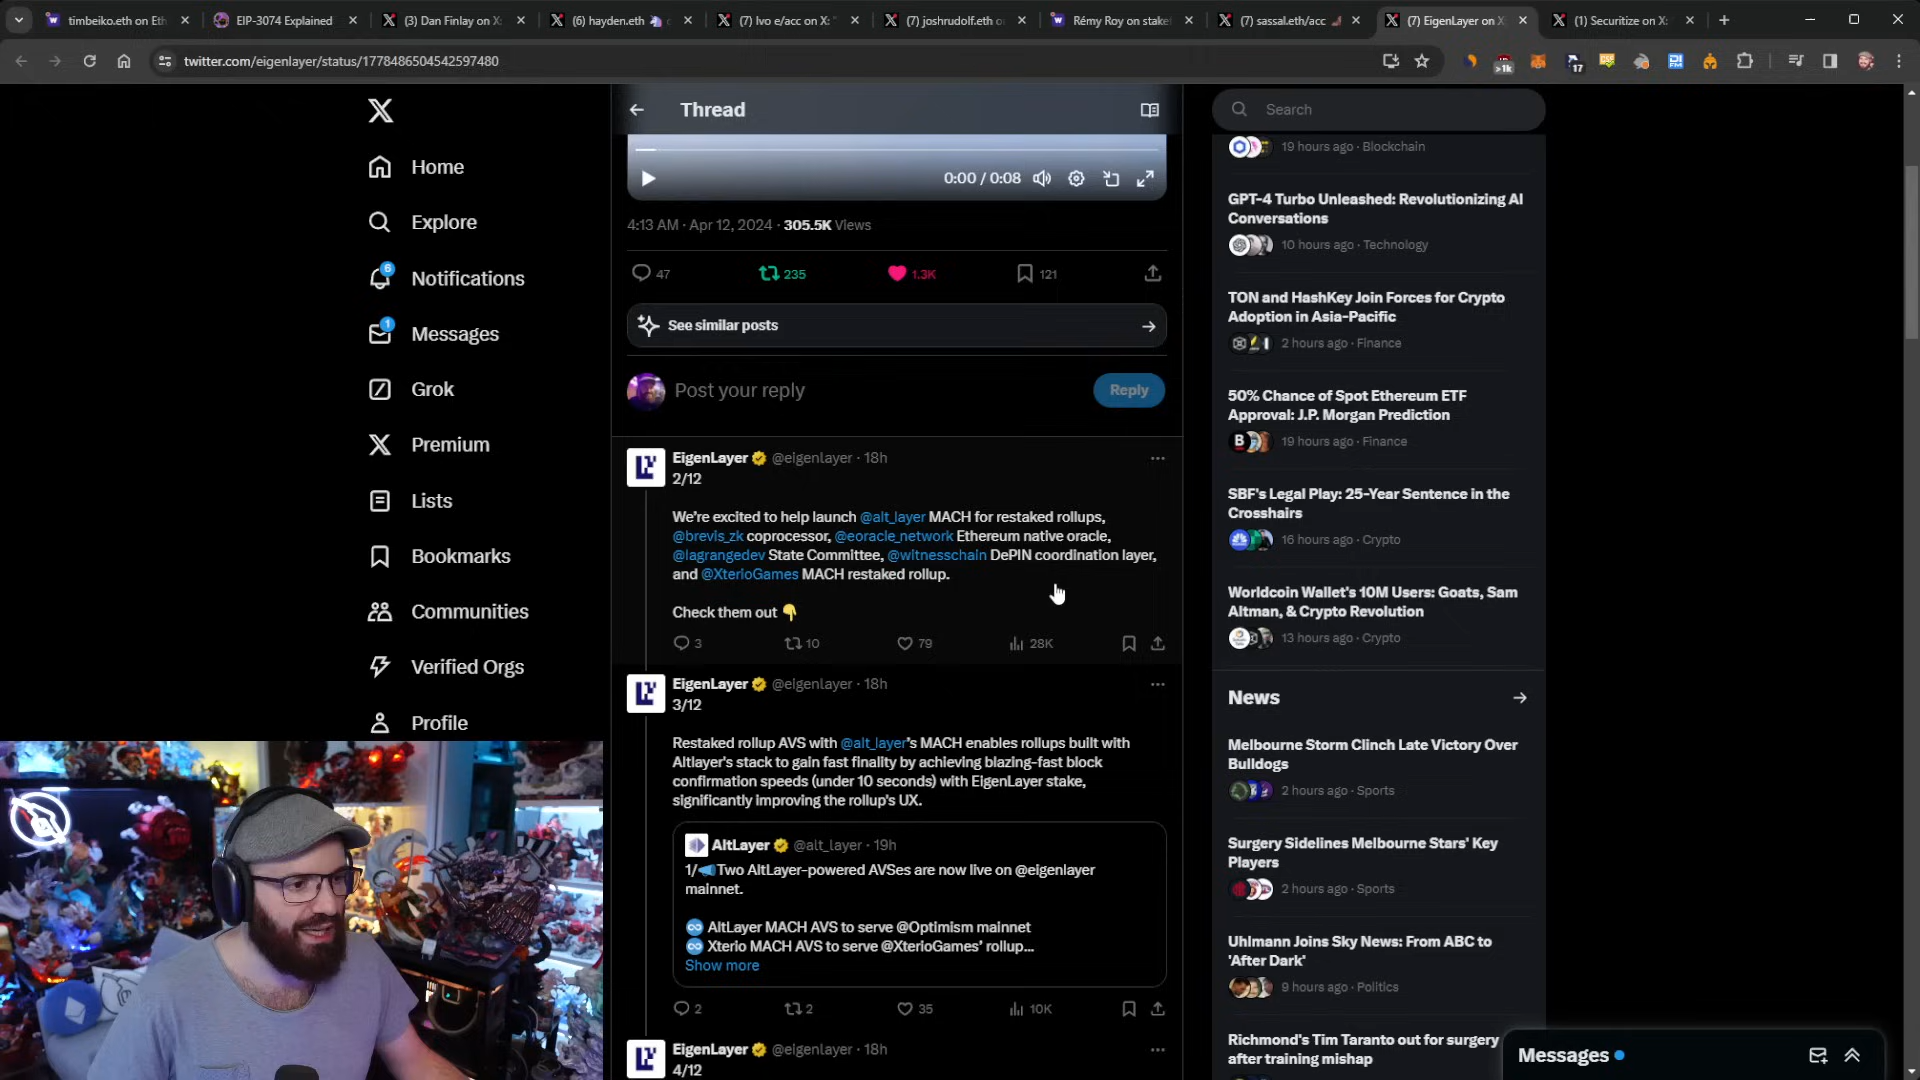 timbeiko.eth on Eth
EIP-3074 Explained
(3) Dan Finlay on X:
(6) hayden.eth
(7) Ivo e/acc on X: "
(7) joshrudolf.eth o
Rémy Roy on stake
(7) sassal.eth/acc
(7) EigenLayer on X
(1) Securitize on X:
twitter.com/eigenlayer/status/1778486504542597480
>1k
17
Thread
Search
0:00 / 0:08
4:13 AM · Apr 12, 2024 · 305.5K Views
47
235
1.3K
121
See similar posts
Post your reply
Reply
6
1
Home
Explore
Notifications
Messages
Grok
Premium
Lists
Bookmarks
Communities
Verified Orgs
Profile
EigenLayer @eigenlayer · 18h
2/12
We're excited to help launch @alt_layer MACH for restaked rollups,
@brevis_zk coprocessor, @eoracle_network Ethereum native oracle,
@lagrangedev State Committee, @witnesschain DePIN coordination layer,
and @XterioGames MACH restaked rollup.
Check them out 👇
3
10
79
28K
EigenLayer @eigenlayer · 18h
3/12
Restaked rollup AVS with @alt_layer's MACH enables rollups built with
Altlayer's stack to gain fast finality by achieving blazing-fast block
confirmation speeds (under 10 seconds) with EigenLayer stake,
significantly improving the rollup's UX.
AltLayer @alt_layer · 19h
1/📣Two AltLayer-powered AVSes are now live on @eigenlayer
mainnet.
♾ AltLayer MACH AVS to serve @Optimism mainnet
♾ Xterio MACH AVS to serve @XterioGames' rollup...
Show more
2
2
35
10K
EigenLayer @eigenlayer · 18h
4/12
19 hours ago · Blockchain
GPT-4 Turbo Unleashed: Revolutionizing AI
Conversations
10 hours ago · Technology
TON and HashKey Join Forces for Crypto
Adoption in Asia-Pacific
2 hours ago · Finance
50% Chance of Spot Ethereum ETF
Approval: J.P. Morgan Prediction
19 hours ago · Finance
SBF's Legal Play: 25-Year Sentence in the
Crosshairs
16 hours ago · Crypto
Worldcoin Wallet's 10M Users: Goats, Sam
Altman, & Crypto Revolution
13 hours ago · Crypto
News
Melbourne Storm Clinch Late Victory Over
Bulldogs
2 hours ago · Sports
Surgery Sidelines Melbourne Stars' Key
Players
2 hours ago · Sports
Uhlmann Joins Sky News: From ABC to
'After Dark'
9 hours ago · Politics
Richmond's Tim Taranto out for surgery
after training mishap
Messages